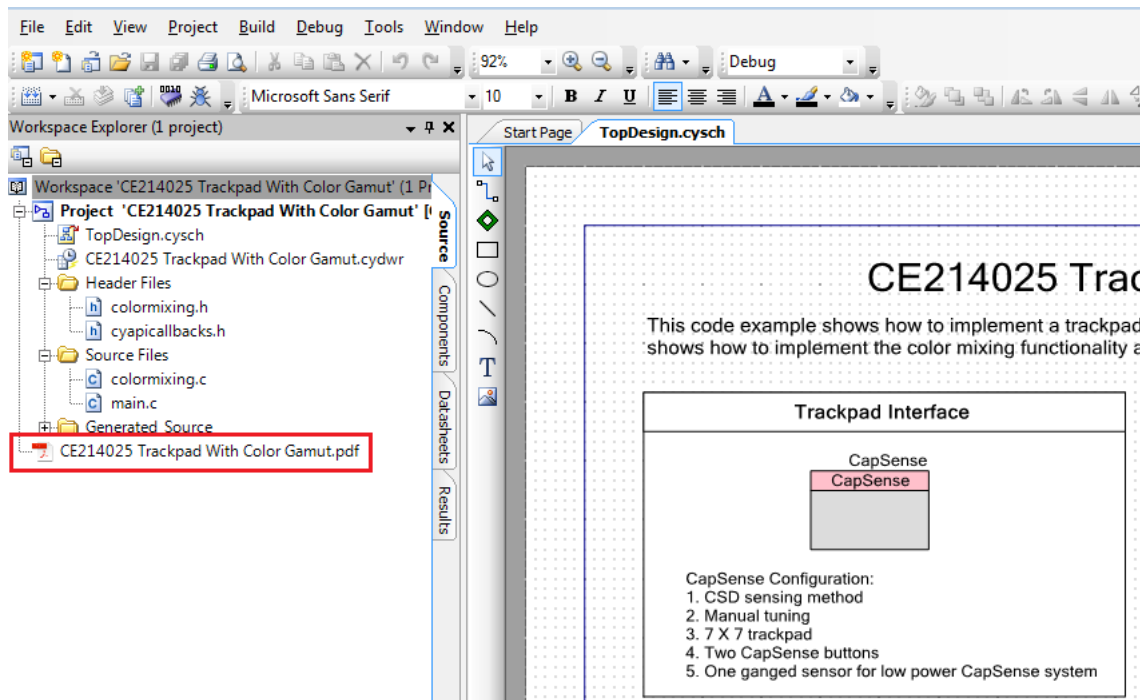 File Edit View Project Build Debug Tools Window Help
92% Debug
Microsoft Sans Serif 10 B I U A
Workspace Explorer (1 project)
Start Page TopDesign.cysch
Workspace 'CE214025 Trackpad With Color Gamut' (1 Pr
Project 'CE214025 Trackpad With Color Gamut' [
TopDesign.cysch
CE214025 Trackpad With Color Gamut.cydwr
Header Files
h colormixing.h
h cyapicallbacks.h
Source Files
c colormixing.c
c main.c
Generated_Source
CE214025 Trackpad With Color Gamut.pdf
Source
Components
Datasheets
Results
T
CE214025 Trac
This code example shows how to implement a trackpad
shows how to implement the color mixing functionality a
Trackpad Interface
CapSense
CapSense
CapSense Configuration:
1. CSD sensing method
2. Manual tuning
3. 7 X 7 trackpad
4. Two CapSense buttons
5. One ganged sensor for low power CapSense system